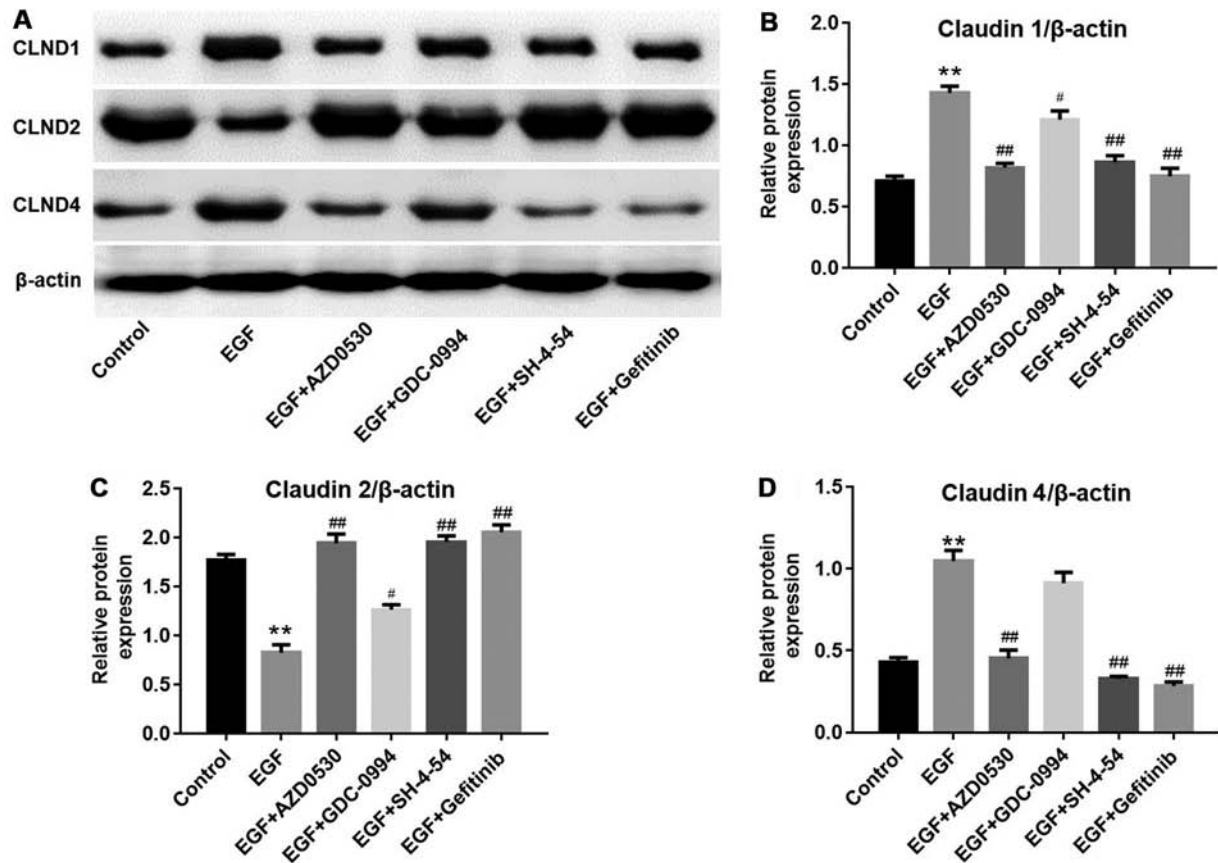 A
CLND1
CLND2
CLND4
β-actin
Control
EGF
EGF+AZD0530
EGF+GDC-0994
EGF+SH-4-54
EGF+Gefitinib
B
Claudin 1/β-actin
Relative protein
expression
2.0
1.5
1.0
0.5
0.0
**
##
#
##
##
Control
EGF
EGF+AZD0530
EGF+GDC-0994
EGF+SH-4-54
EGF+Gefitinib
C
Claudin 2/β-actin
Relative protein
expression
2.5
2.0
1.5
1.0
0.5
0.0
**
##
#
##
##
Control
EGF
EGF+AZD0530
EGF+GDC-0994
EGF+SH-4-54
EGF+Gefitinib
D
Claudin 4/β-actin
Relative protein
expression
1.5
1.0
0.5
0.0
**
##
##
##
Control
EGF
EGF+AZD0530
EGF+GDC-0994
EGF+SH-4-54
EGF+Gefitinib